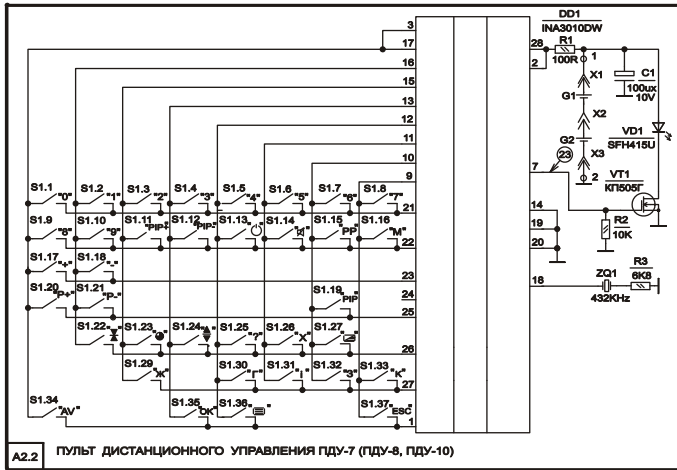 DD1
INA3010DW
3
17
28
R1
100R
1
16
2
15
X1
C1
100ux
10V
13
G1
12
X2
VD1
SFH415U
11
G2
10
X3
23
9
7
2
VT1
КП505Г
S1.1 "0" S1.2 "1" S1.3 "2" S1.4 "3" S1.5 "4" S1.6 "5" S1.7 "6" S1.8 "7"
21
14
R2
10K
S1.9 "8" S1.10 "9" S1.11 "PIP±" S1.12 "PIP-" S1.13 S1.14 S1.15 "PP" S1.16 "M"
22
19
20
S1.17 "+" S1.18 "-"
23
18
ZQ1
432KHz
R3
6K8
24
S1.19 "PIP"
S1.20 "P+" S1.21 "P-"
25
S1.22 S1.23 S1.24 S1.25 "?" S1.26 "X" S1.27
26
S1.29 "Ж" S1.30 "Г" S1.31 "i" S1.32 "З" S1.33 "К"
27
S1.34 "AV" S1.35 "OK" S1.36 S1.37 "ESC"
1
A2.2 ПУЛЬТ ДИСТАНЦИОННОГО УПРАВЛЕНИЯ ПДУ-7 (ПДУ-8, ПДУ-10)